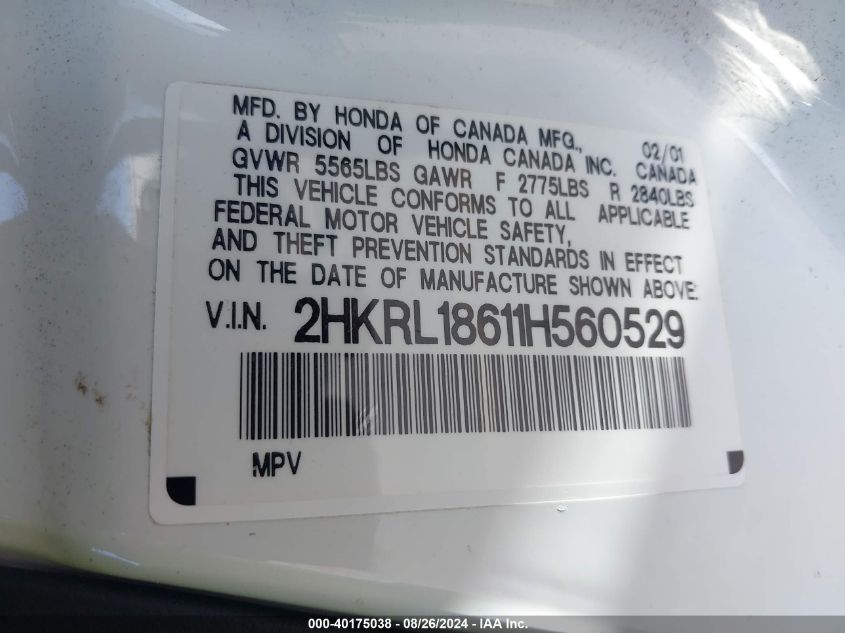 MFD. BY HONDA OF CANADA MFG., 02/01
A DIVISION OF HONDA CANADA INC. CANADA
GVWR 5565LBS GAWR F 2775LBS R 2840LBS
THIS VEHICLE CONFORMS TO ALL APPLICABLE
FEDERAL MOTOR VEHICLE SAFETY,
AND THEFT PREVENTION STANDARDS IN EFFECT
ON THE DATE OF MANUFACTURE SHOWN ABOVE:
V.I.N. 2HKRL18611H560529
MPV
000-40175038 - 08/26/2024 - IAA Inc.